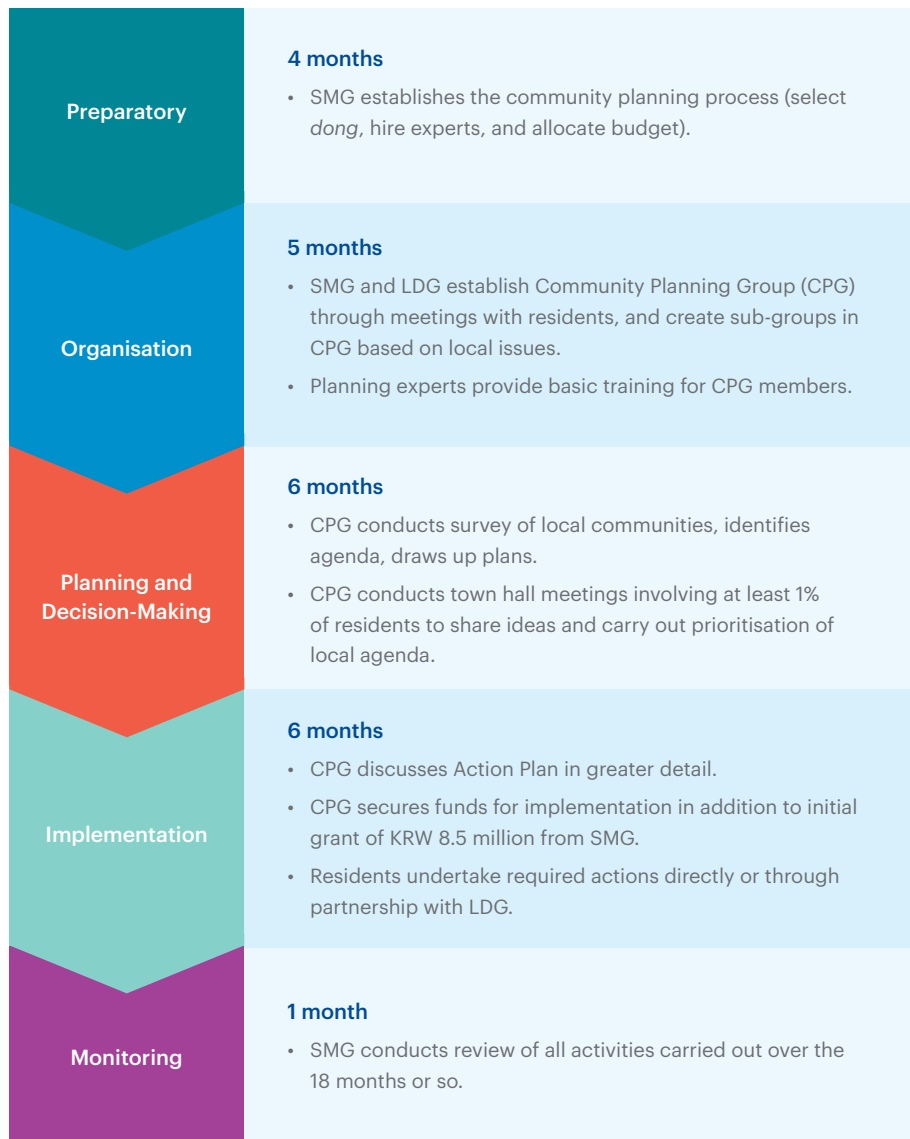 Preparatory
4 months
• SMG establishes the community planning process (select
dong, hire experts, and allocate budget).
Organisation
5 months
• SMG and LDG establish Community Planning Group (CPG)
through meetings with residents, and create sub-groups in
CPG based on local issues.
• Planning experts provide basic training for CPG members.
Planning and
Decision-Making
6 months
• CPG conducts survey of local communities, identifies
agenda, draws up plans.
• CPG conducts town hall meetings involving at least 1%
of residents to share ideas and carry out prioritisation of
local agenda.
Implementation
6 months
• CPG discusses Action Plan in greater detail.
• CPG secures funds for implementation in addition to initial
grant of KRW 8.5 million from SMG.
• Residents undertake required actions directly or through
partnership with LDG.
Monitoring
1 month
• SMG conducts review of all activities carried out over the
18 months or so.